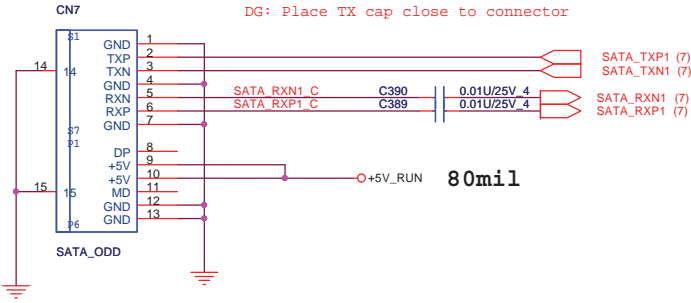 CN7
DG: Place TX cap close to connector
S1
GND 1
TXP 2
SATA_TXP1 (7)
14 14
TXN 3
SATA_TXN1 (7)
GND 4
RXN 5 SATA_RXN1_C C390 0.01U/25V_4 SATA_RXN1 (7)
RXP 6 SATA_RXP1_C C389 0.01U/25V_4 SATA_RXP1 (7)
GND 7
S7
P1
DP 8
+5V 9
+5V 10
+5V_RUN 80mil
15 15
MD 11
GND 12
GND 13
P6
SATA_ODD